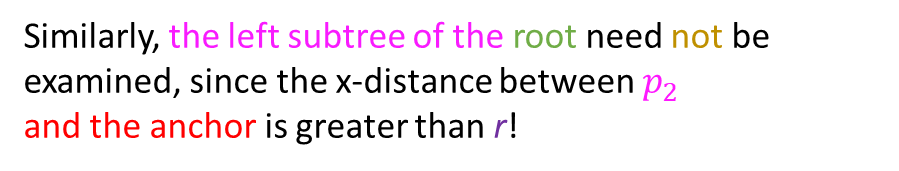 Similarly, the left subtree of the root need not be
examined, since the x-distance between p₂
and the anchor is greater than r!